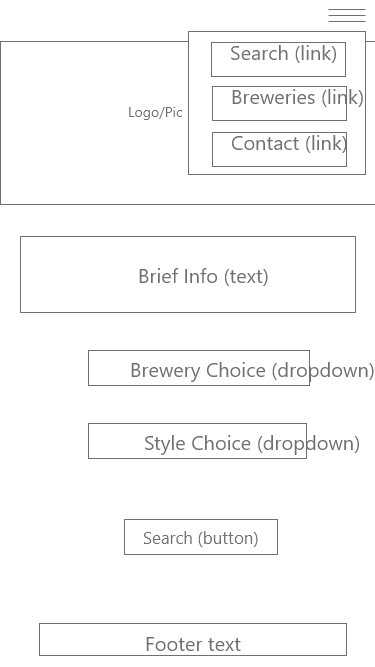 Search (link)
Breweries (link)
Logo/Pic
Contact (link)
Brief Info (text)
Brewery Choice (dropdown)
Style Choice (dropdown)
Search (button)
Footer text